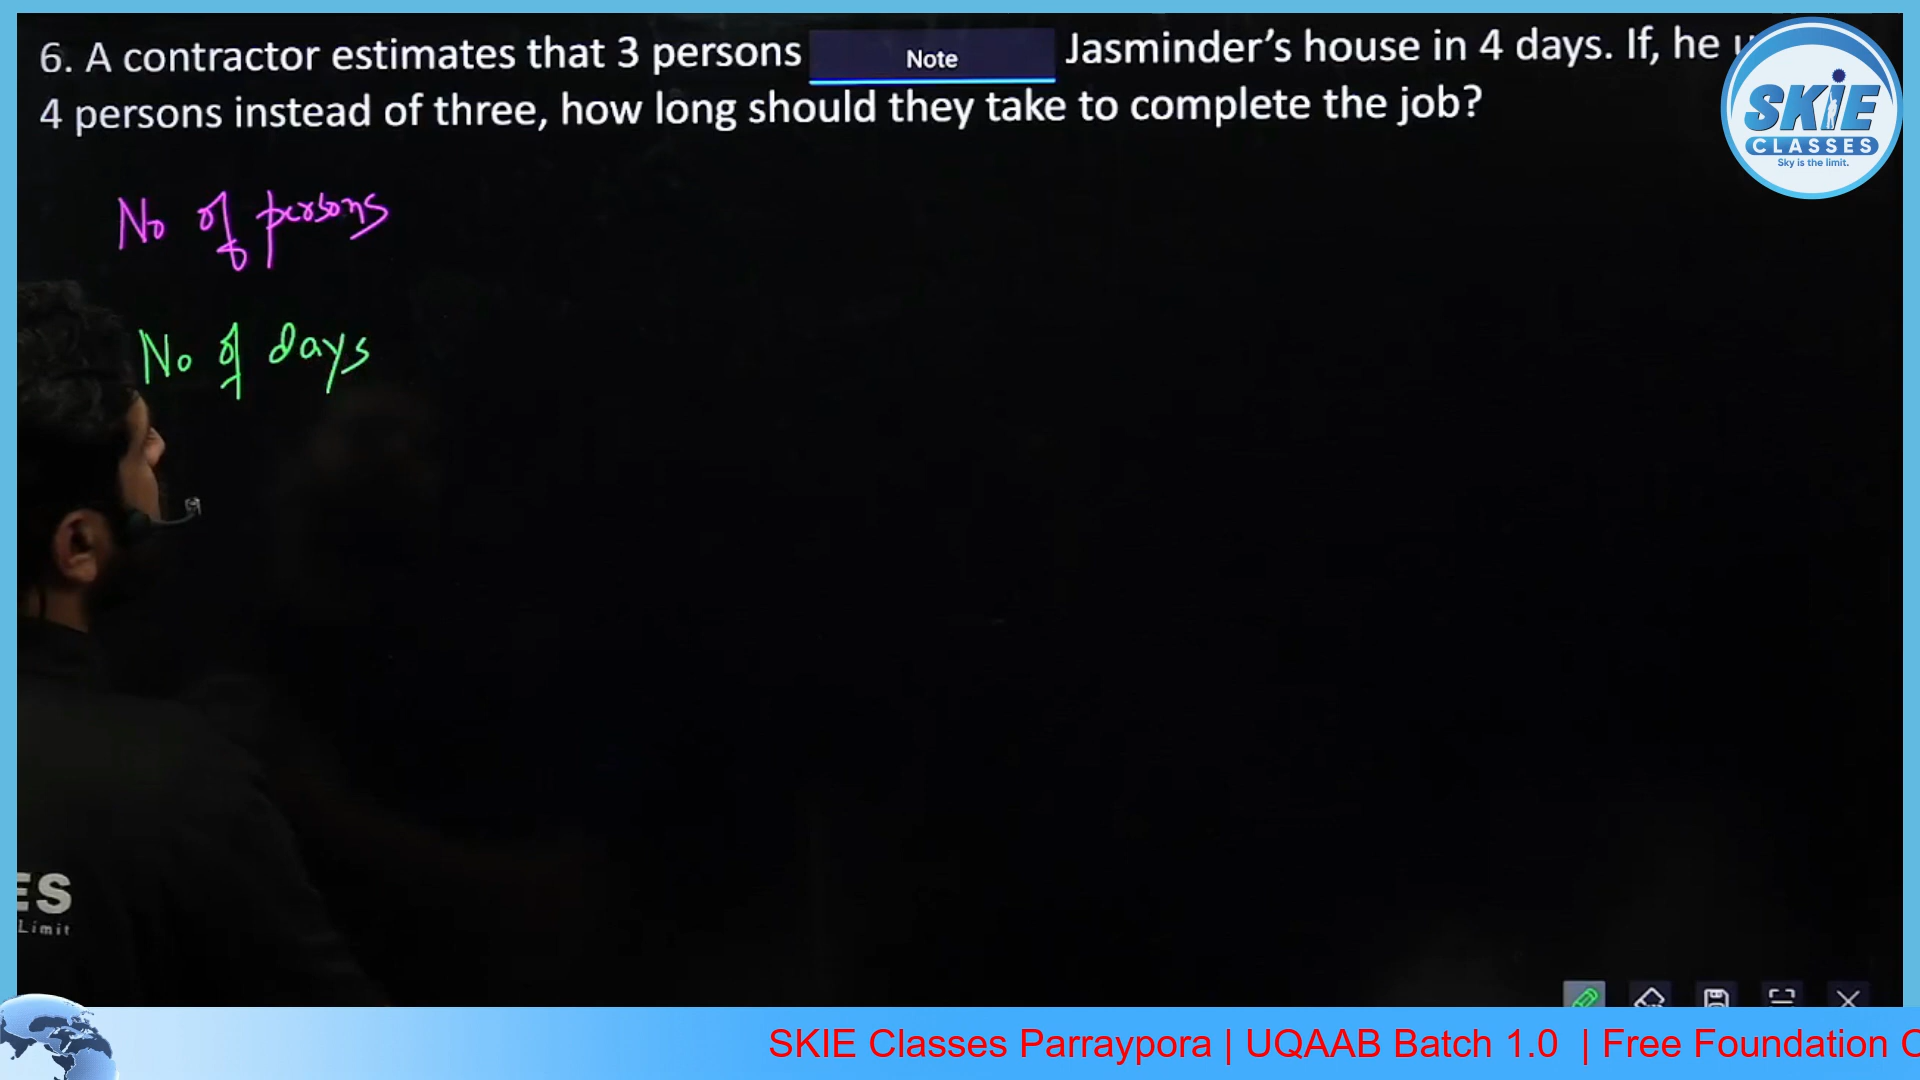 6. A contractor estimates that 3 persons Note Jasminder's house in 4 days. If, he
4 persons instead of three, how long should they take to complete the job?
SKIE
CLASSES
Sky is the limit.
No of persons
No of days
ES
Limit
SKIE Classes Parraypora | UQAAB Batch 1.0 | Free Foundation C